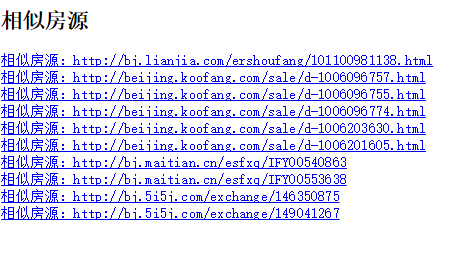 相似房源
相似房源：http://bj.lianjia.com/ershoufang/101100981138.html
相似房源：http://beijing.koofang.com/sale/d-1006096757.html
相似房源：http://beijing.koofang.com/sale/d-1006096755.html
相似房源：http://beijing.koofang.com/sale/d-1006096774.html
相似房源：http://beijing.koofang.com/sale/d-1006203630.html
相似房源：http://beijing.koofang.com/sale/d-1006201605.html
相似房源：http://bj.maitian.cn/esfxq/IFY00540863
相似房源：http://bj.maitian.cn/esfxq/IFY00553638
相似房源：http://bj.5i5j.com/exchange/146350875
相似房源：http://bj.5i5j.com/exchange/149041267